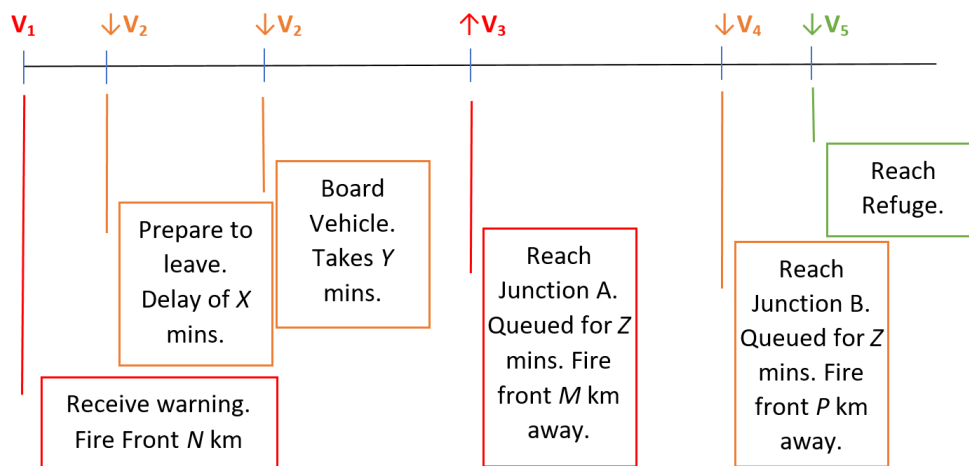 V₁ ↓V₂ ↓V₂ ↑V₃ ↓V₄ ↓V₅
Receive warning.
Fire Front N km
Prepare to
leave.
Delay of X
mins.
Board
Vehicle.
Takes Y
mins.
Reach
Junction A.
Queued for Z
mins. Fire
front M km
away.
Reach
Junction B.
Queued for Z
mins. Fire
front P km
away.
Reach
Refuge.